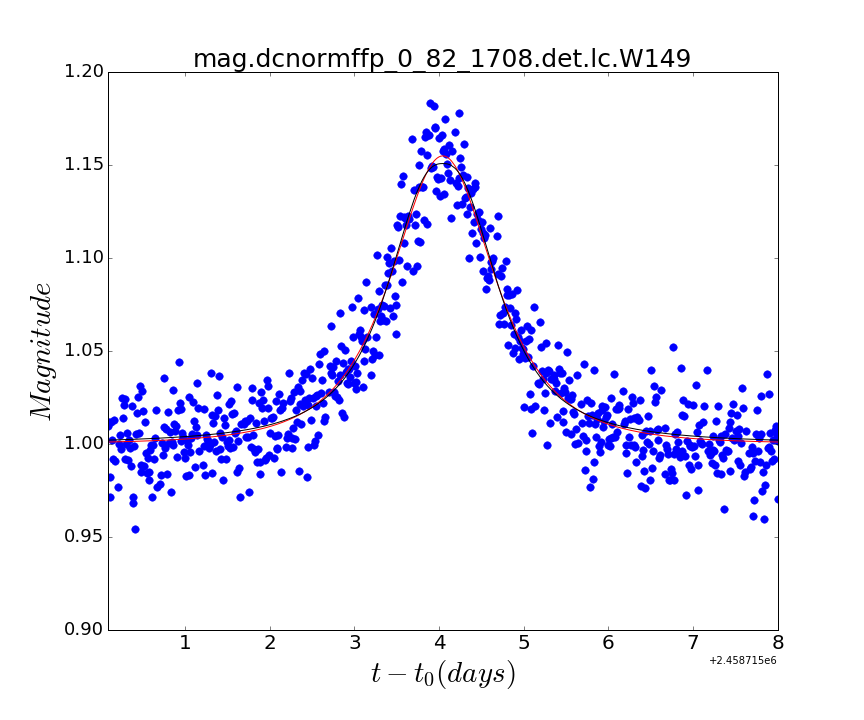 mag.dcnormffp_0_82_1708.det.lc.W149
1.20
1.15
1.10
1.05
1.00
0.95
0.90
Magnitude
1 2 3 4 5 6 7 8
+2.458715e6
t − t₀(days)